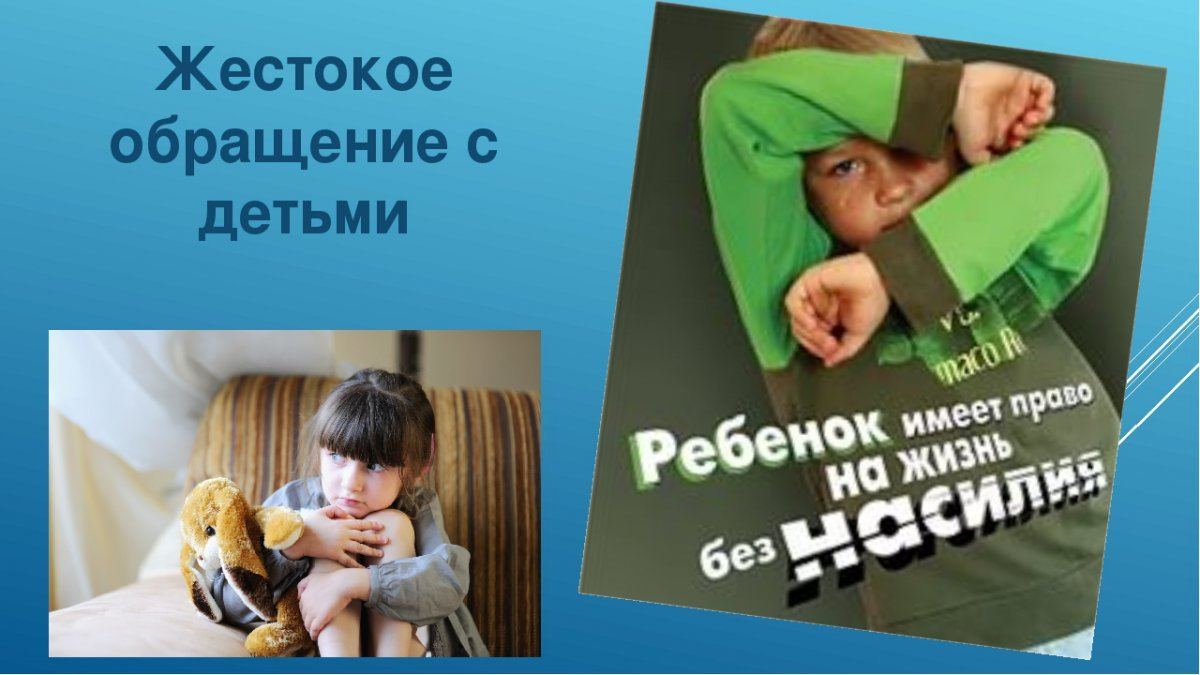 Жестокое
обращение с
детьми
Ребенок имеет право
на жизнь
без насилия